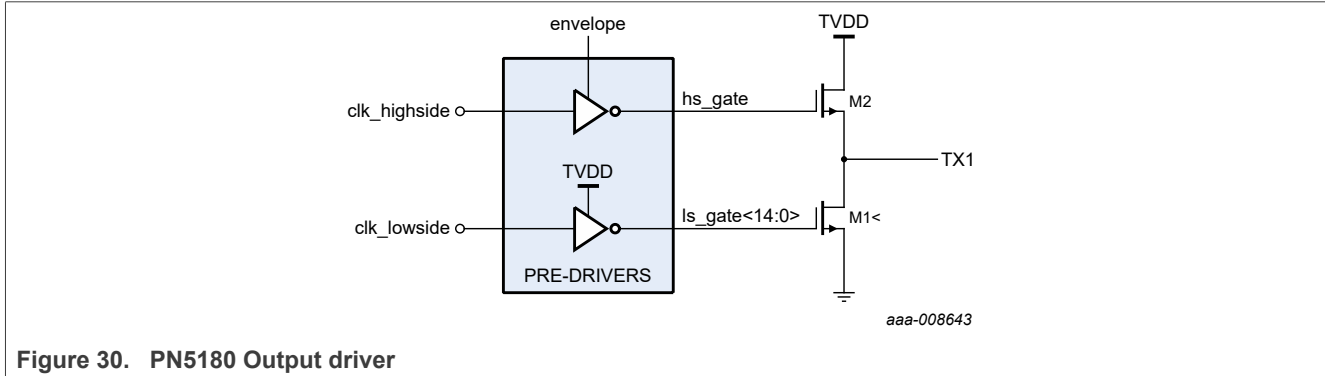 envelope
TVDD
clk_highside
hs_gate
M2
TX1
TVDD
clk_lowside
ls_gate<14:0>
M1<
PRE-DRIVERS
aaa-008643
Figure 30. PN5180 Output driver